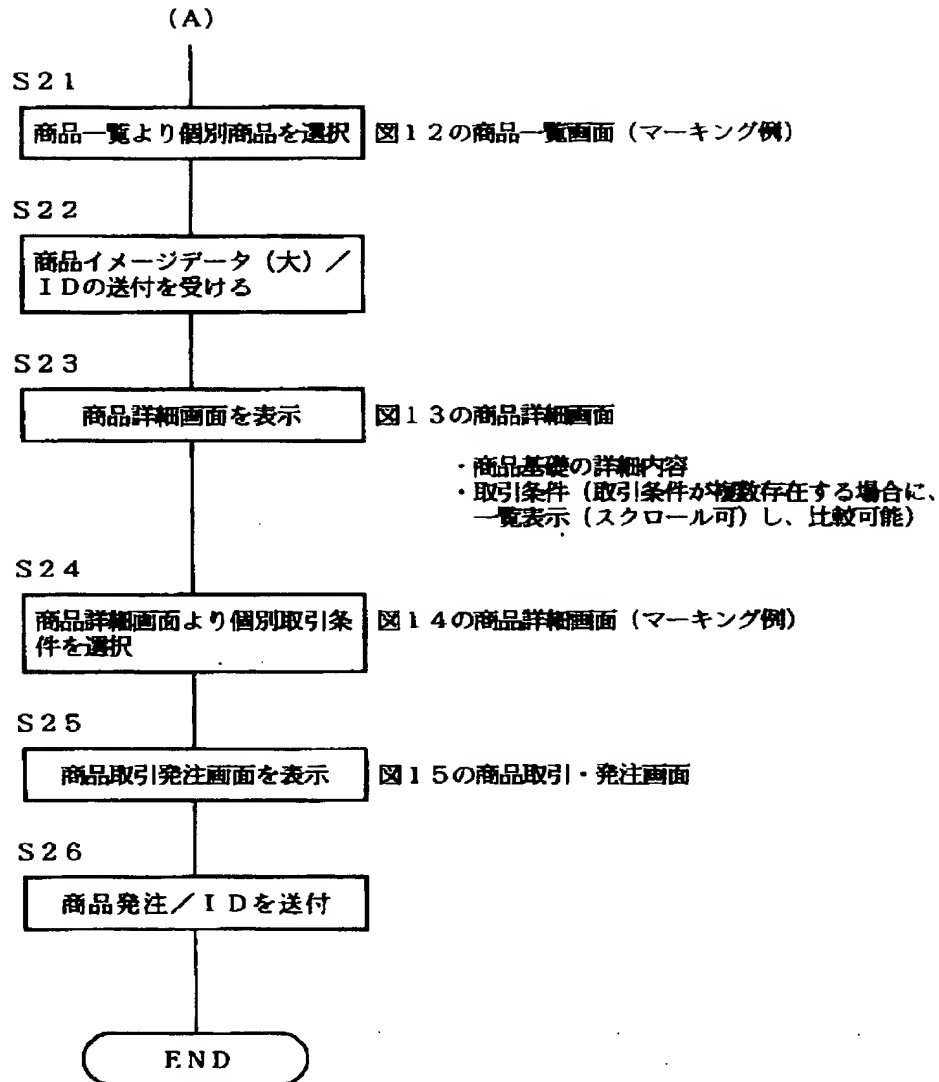 (A)
S21
商品一覧より個別商品を選択 図12の商品一覧画面（マーキング例）
S22
商品イメージデータ（大）／
IDの送付を受ける
S23
商品詳細画面を表示 図13の商品詳細画面
・商品基礎の詳細内容
・取引条件（取引条件が複数存在する場合に、
一覧表示（スクロール可）し、比較可能）
S24
商品詳細画面より個別取引条 図14の商品詳細画面（マーキング例）
件を選択
S25
商品取引発注画面を表示 図15の商品取引・発注画面
S26
商品発注／IDを送付
END